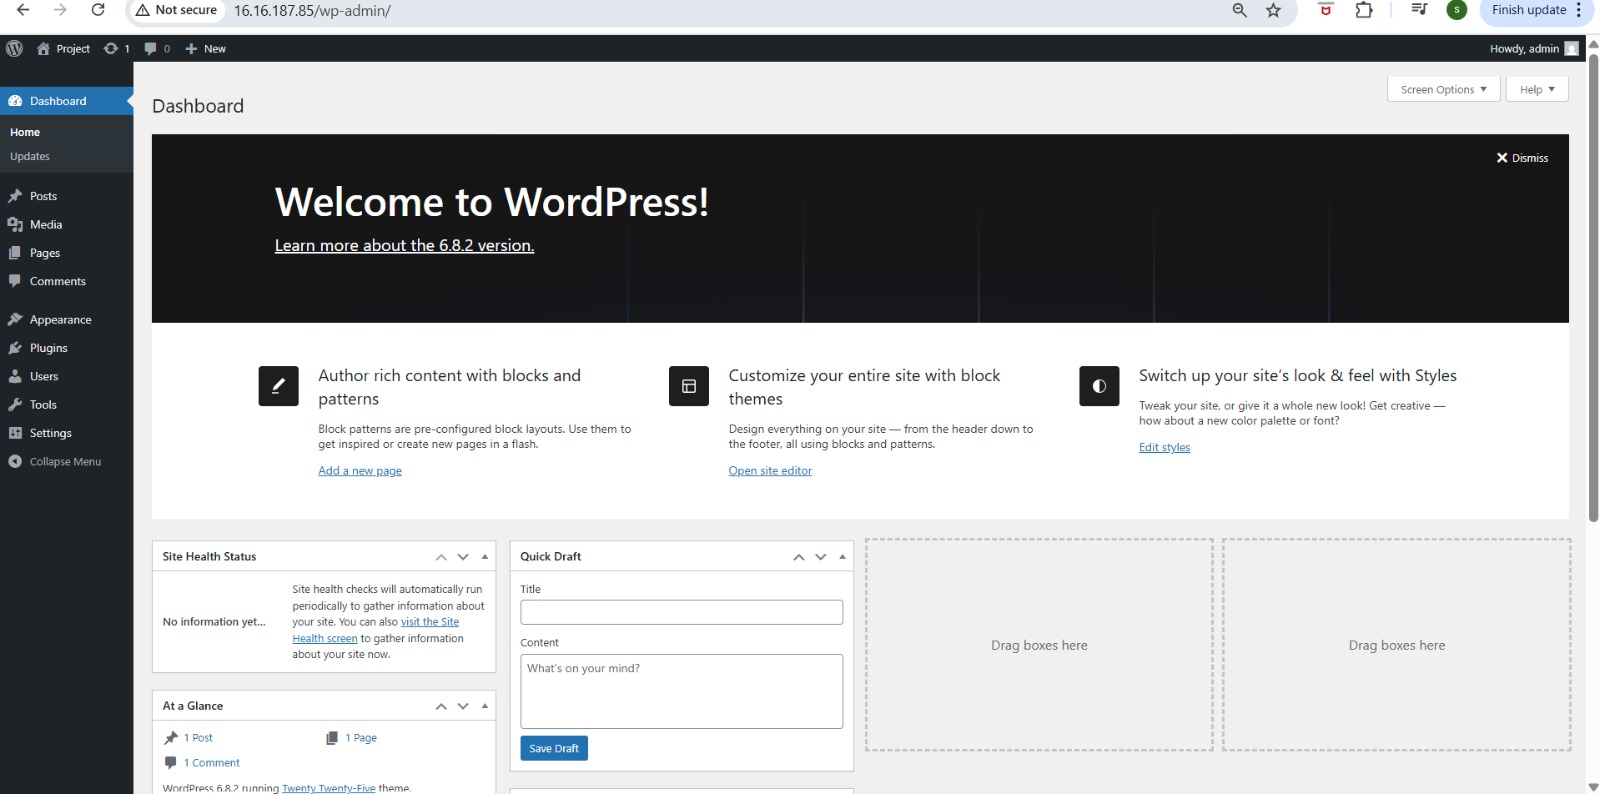 Not secure 16.16.187.85/wp-admin/ S Finish update
Project 1 0 New Howdy, admin
Screen Options Help
Dashboard
Home
Updates
Posts
Media
Pages
Comments
Appearance
Plugins
Users
Tools
Settings
Collapse Menu
Dashboard
Dismiss
Welcome to WordPress!
Learn more about the 6.8.2 version.
Author rich content with blocks and
patterns
Block patterns are pre-configured block layouts. Use them to
get inspired or create new pages in a flash.
Add a new page
Customize your entire site with block
themes
Design everything on your site — from the header down to
the footer, all using blocks and patterns.
Open site editor
Switch up your site’s look & feel with Styles
Tweak your site, or give it a whole new look! Get creative —
how about a new color palette or font?
Edit styles
Site Health Status
No information yet...
Site health checks will automatically run
periodically to gather information about
your site. You can also visit the Site
Health screen to gather information
about your site now.
At a Glance
1 Post 1 Page
1 Comment
WordPress 6.8.2 running Twenty Twenty-Five theme.
Quick Draft
Title
Content
What’s on your mind?
Save Draft
Drag boxes here
Drag boxes here